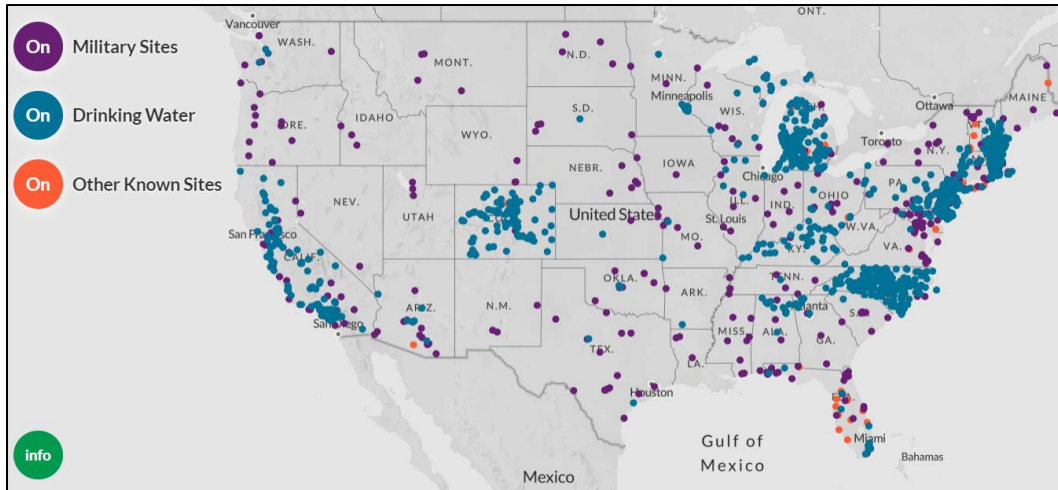 ONT.
Vancouver
On Military Sites
WASH.
MONT.
N.D.
MINN.
Minneapolis
Ottawa
MAINE
On Drinking Water
ORE.
IDAHO
S.D.
WIS.
Toronto
N.Y.
WYO.
IOWA
Chicago
PA.
On Other Known Sites
NEBR.
NEV.
UTAH
United States
ILL.
IND.
OHIO
St. Louis
W.VA.
San Francisco
CALIF.
MO.
KY.
VA.
ARIZ.
N.M.
OKLA.
ARK.
TENN.
San Diego
MISS.
ALA.
GA.
TEX.
LA.
Houston
FLA.
info
Gulf of
Mexico
Miami
Bahamas
Mexico